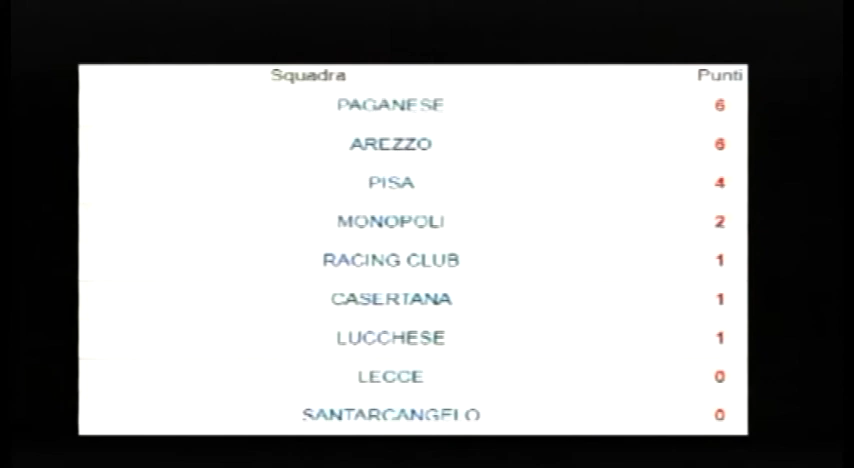 Squadra Punti
PAGANESE 6
AREZZO 6
PISA 4
MONOPOLI 2
RACING CLUB 1
CASERTANA 1
LUCCHESE 1
LECCE 0
SANTARCANGELO 0